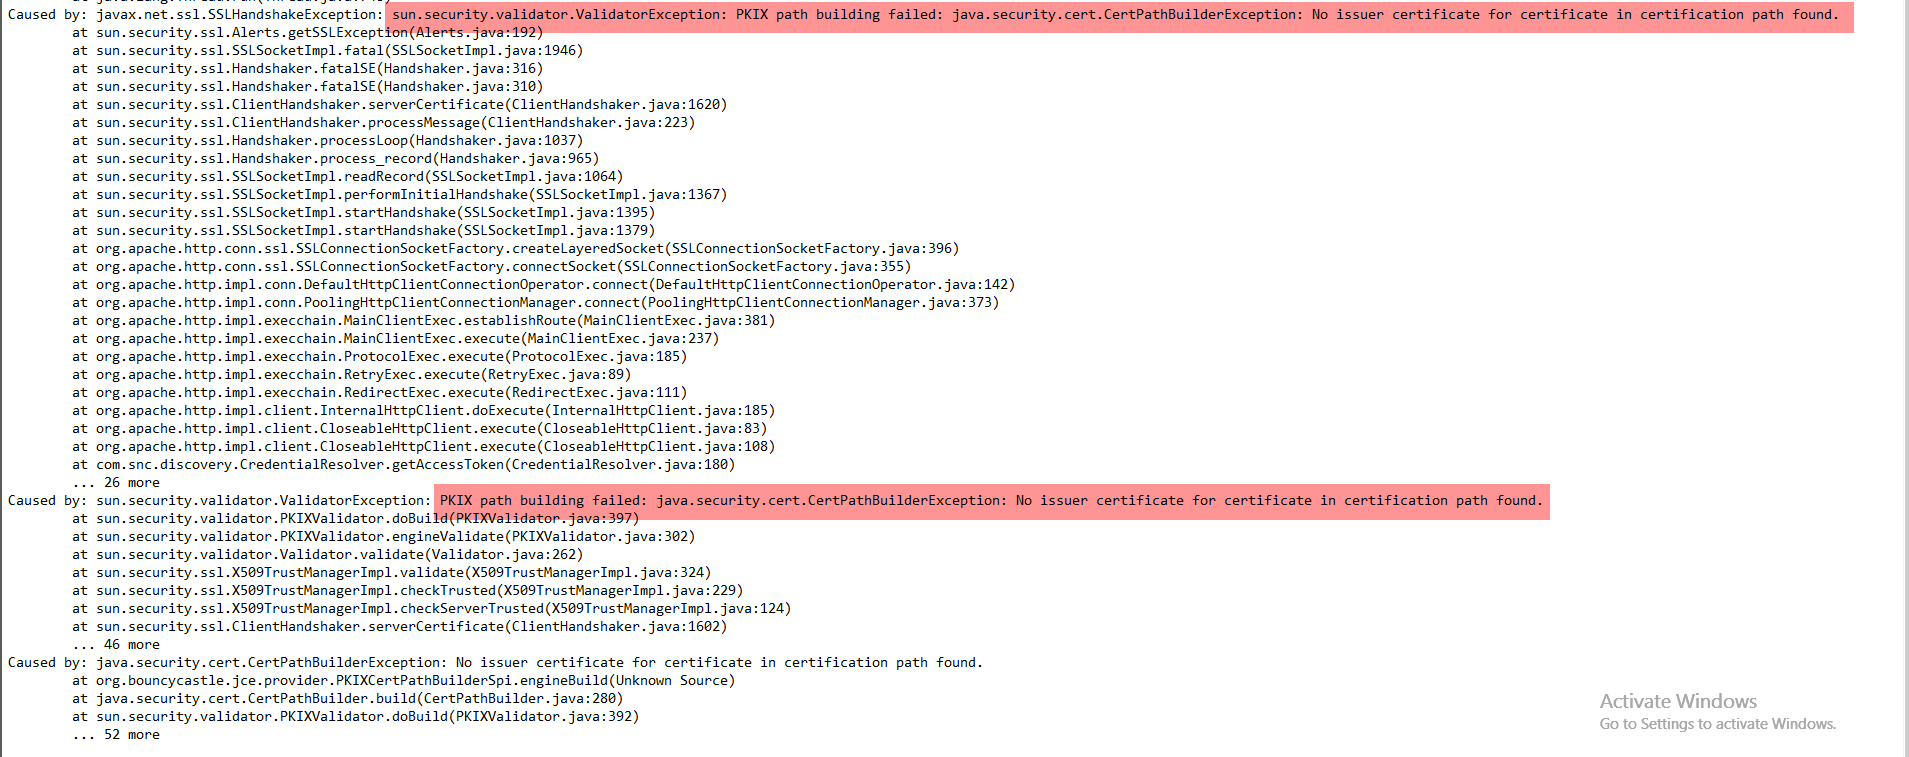 Caused by: javax.net.ssl.SSLHandshakeException: sun.security.validator.ValidatorException: PKIX path building failed: java.security.cert.CertPathBuilderException: No issuer certificate for certificate in certification path found.
at sun.security.ssl.Alerts.getSSLException(Alerts.java:192)
at sun.security.ssl.SSLSocketImpl.fatal(SSLSocketImpl.java:1946)
at sun.security.ssl.Handshaker.fatalSE(Handshaker.java:316)
at sun.security.ssl.Handshaker.fatalSE(Handshaker.java:310)
at sun.security.ssl.ClientHandshaker.serverCertificate(ClientHandshaker.java:1620)
at sun.security.ssl.ClientHandshaker.processMessage(ClientHandshaker.java:223)
at sun.security.ssl.Handshaker.processLoop(Handshaker.java:1037)
at sun.security.ssl.Handshaker.process_record(Handshaker.java:965)
at sun.security.ssl.SSLSocketImpl.readRecord(SSLSocketImpl.java:1064)
at sun.security.ssl.SSLSocketImpl.performInitialHandshake(SSLSocketImpl.java:1367)
at sun.security.ssl.SSLSocketImpl.startHandshake(SSLSocketImpl.java:1395)
at sun.security.ssl.SSLSocketImpl.startHandshake(SSLSocketImpl.java:1379)
at org.apache.http.conn.ssl.SSLConnectionSocketFactory.createLayeredSocket(SSLConnectionSocketFactory.java:396)
at org.apache.http.conn.ssl.SSLConnectionSocketFactory.connectSocket(SSLConnectionSocketFactory.java:355)
at org.apache.http.impl.conn.DefaultHttpClientConnectionOperator.connect(DefaultHttpClientConnectionOperator.java:142)
at org.apache.http.impl.conn.PoolingHttpClientConnectionManager.connect(PoolingHttpClientConnectionManager.java:373)
at org.apache.http.impl.execchain.MainClientExec.establishRoute(MainClientExec.java:381)
at org.apache.http.impl.execchain.MainClientExec.execute(MainClientExec.java:237)
at org.apache.http.impl.execchain.ProtocolExec.execute(ProtocolExec.java:185)
at org.apache.http.impl.execchain.RetryExec.execute(RetryExec.java:89)
at org.apache.http.impl.execchain.RedirectExec.execute(RedirectExec.java:111)
at org.apache.http.impl.client.InternalHttpClient.doExecute(InternalHttpClient.java:185)
at org.apache.http.impl.client.CloseableHttpClient.execute(CloseableHttpClient.java:83)
at org.apache.http.impl.client.CloseableHttpClient.execute(CloseableHttpClient.java:108)
at com.snc.discovery.CredentialResolver.getAccessToken(CredentialResolver.java:180)
... 26 more
Caused by: sun.security.validator.ValidatorException: PKIX path building failed: java.security.cert.CertPathBuilderException: No issuer certificate for certificate in certification path found.
at sun.security.validator.PKIXValidator.doBuild(PKIXValidator.java:397)
at sun.security.validator.PKIXValidator.engineValidate(PKIXValidator.java:302)
at sun.security.validator.Validator.validate(Validator.java:262)
at sun.security.ssl.X509TrustManagerImpl.validate(X509TrustManagerImpl.java:324)
at sun.security.ssl.X509TrustManagerImpl.checkTrusted(X509TrustManagerImpl.java:229)
at sun.security.ssl.X509TrustManagerImpl.checkServerTrusted(X509TrustManagerImpl.java:124)
at sun.security.ssl.ClientHandshaker.serverCertificate(ClientHandshaker.java:1602)
... 46 more
Caused by: java.security.cert.CertPathBuilderException: No issuer certificate for certificate in certification path found.
at org.bouncycastle.jce.provider.PKIXCertPathBuilderSpi.engineBuild(Unknown Source)
at java.security.cert.CertPathBuilder.build(CertPathBuilder.java:280)
at sun.security.validator.PKIXValidator.doBuild(PKIXValidator.java:392)
... 52 more
Activate Windows
Go to Settings to activate Windows.